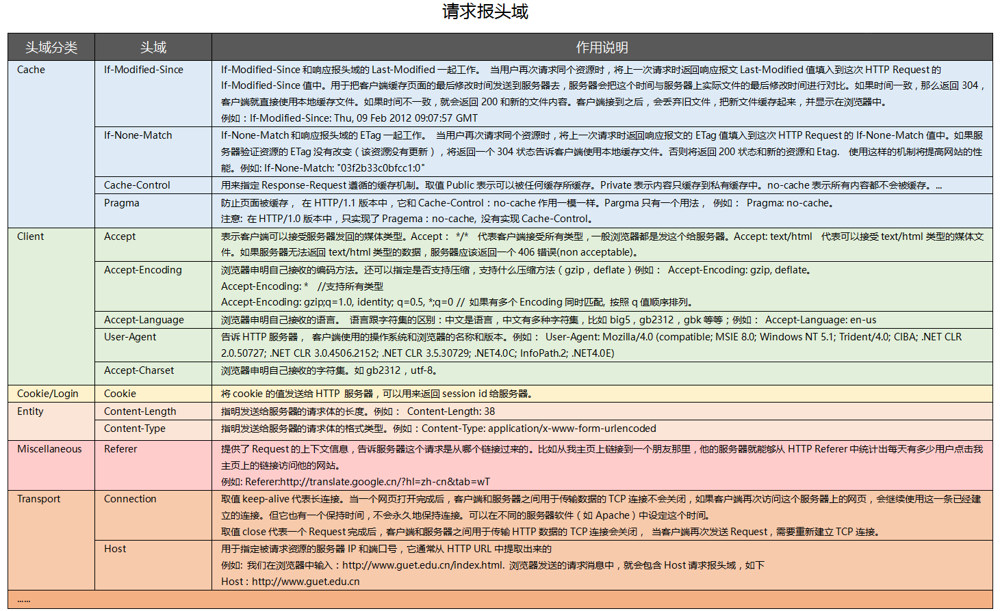 请求报头域
头域分类 头域 作用说明
Cache If-Modified-Since If-Modified-Since 和响应报头域的 Last-Modified 一起工作。 当用户再次请求同个资源时，将上一次请求时返回响应报文 Last-Modified 值填入到这次 HTTP Request 的
If-Modified-Since 值中。用于把客户端缓存页面的最后修改时间发送到服务器去，服务器会把这个时间与服务器上实际文件的最后修改时间进行对比。如果时间一致，那么返回 304，
客户端就直接使用本地缓存文件。如果时间不一致，就会返回 200 和新的文件内容。客户端接到之后，会丢弃旧文件，把新文件缓存起来，并显示在浏览器中。
例如：If-Modified-Since: Thu, 09 Feb 2012 09:07:57 GMT
If-None-Match If-None-Match 和响应报头域的 ETag 一起工作。 当用户再次请求同个资源时，将上一次请求时返回响应报文的 ETag 值填入到这次 HTTP Request 的 If-None-Match 值中。如果服
务器验证资源的 ETag 没有改变（该资源没有更新），将返回一个 304 状态告诉客户端使用本地缓存文件。否则将返回 200 状态和新的资源和 Etag. 使用这样的机制将提高网站的性
能。例如: If-None-Match: "03f2b33c0bfcc1:0"
Cache-Control 用来指定 Response-Request 遵循的缓存机制。取值 Public 表示可以被任何缓存所缓存。Private 表示内容只缓存到私有缓存中。no-cache 表示所有内容都不会被缓存。...
Pragma 防止页面被缓存， 在 HTTP/1.1 版本中，它和 Cache-Control：no-cache 作用一模一样。Pargma 只有一个用法， 例如： Pragma: no-cache。
注意: 在 HTTP/1.0 版本中，只实现了 Pragema：no-cache, 没有实现 Cache-Control。
Client Accept 表示客户端可以接受服务器发回的媒体类型。Accept： */* 代表客户端接受所有类型，一般浏览器都是发这个给服务器。Accept: text/html 代表可以接受 text/html 类型的媒体文
件。如果服务器无法返回 text/html 类型的数据，服务器应该返回一个 406 错误(non acceptable)。
Accept-Encoding 浏览器申明自己接收的编码方法。还可以指定是否支持压缩，支持什么压缩方法（gzip，deflate）例如： Accept-Encoding: gzip, deflate。
Accept-Encoding: * //支持所有类型
Accept-Encoding: gzip;q=1.0, identity; q=0.5, *;q=0 // 如果有多个 Encoding 同时匹配, 按照 q 值顺序排列。
Accept-Language 浏览器申明自己接收的语言。 语言跟字符集的区别：中文是语言，中文有多种字符集，比如 big5，gb2312，gbk 等等；例如： Accept-Language: en-us
User-Agent 告诉 HTTP 服务器， 客户端使用的操作系统和浏览器的名称和版本。例如： User-Agent: Mozilla/4.0 (compatible; MSIE 8.0; Windows NT 5.1; Trident/4.0; CIBA; .NET CLR
2.0.50727; .NET CLR 3.0.4506.2152; .NET CLR 3.5.30729; .NET4.0C; InfoPath.2; .NET4.0E)
Accept-Charset 浏览器申明自己接收的字符集。如 gb2312，utf-8。
Cookie/Login Cookie 将 cookie 的值发送给 HTTP 服务器，可以用来返回 session id 给服务器。
Entity Content-Length 指明发送给服务器的请求体的长度。例如： Content-Length: 38
Content-Type 指明发送给服务器的请求体的格式类型。例如：Content-Type: application/x-www-form-urlencoded
Miscellaneous Referer 提供了 Request 的上下文信息，告诉服务器这个请求是从哪个链接过来的。比如从我主页上链接到一个朋友那里，他的服务器就能够从 HTTP Referer 中统计出每天有多少用户点击我
主页上的链接访问他的网站。
例如: Referer:http://translate.google.cn/?hl=zh-cn&tab=wT
Transport Connection 取值 keep-alive 代表长连接。当一个网页打开完成后，客户端和服务器之间用于传输数据的 TCP 连接不会关闭，如果客户端再次访问这个服务器上的网页，会继续使用这一条已经建
立的连接。但它也有一个保持时间，不会永久地保持连接。可以在不同的服务器软件（如 Apache）中设定这个时间。
取值 close 代表一个 Request 完成后，客户端和服务器之间用于传输 HTTP 数据的 TCP 连接会关闭， 当客户端再次发送 Request，需要重新建立 TCP 连接。
Host 用于指定被请求资源的服务器 IP 和端口号，它通常从 HTTP URL 中提取出来的
例如: 我们在浏览器中输入：http://www.guet.edu.cn/index.html. 浏览器发送的请求消息中，就会包含 Host 请求报头域，如下
Host：http://www.guet.edu.cn
......